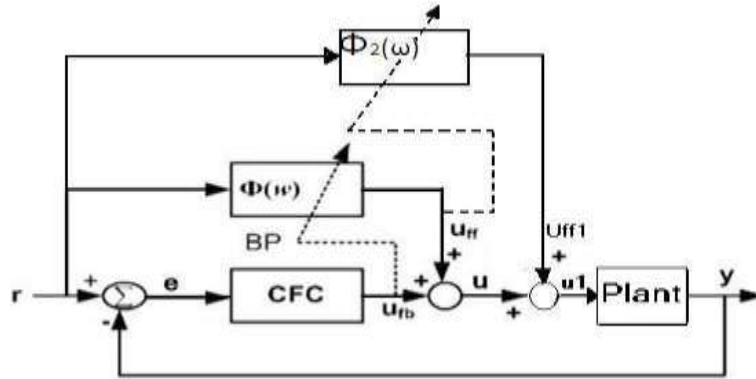 Φ2(ω)
Φ(w)
uff
Uff1
+
+
BP
r
+
Σ
e
CFC
ufb
+
u
+
u1
Plant
y
-